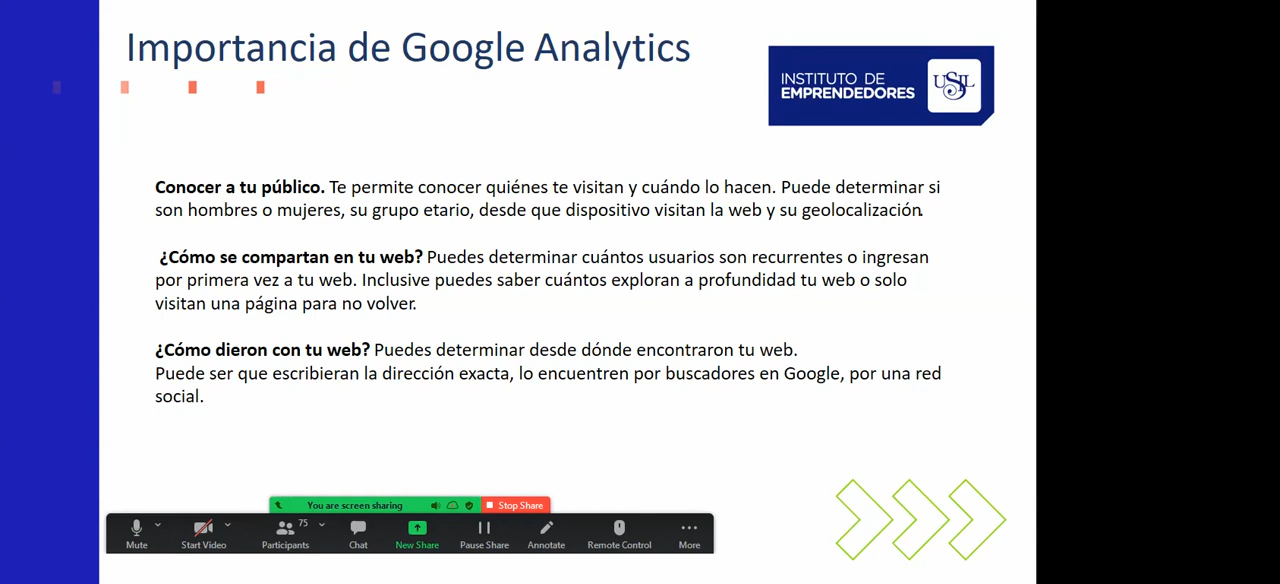 Importancia de Google Analytics
INSTITUTO DE
EMPRENDEDORES
USIL
Conocer a tu público. Te permite conocer quiénes te visitan y cuándo lo hacen. Puede determinar si
son hombres o mujeres, su grupo etario, desde que dispositivo visitan la web y su geolocalización.
¿Cómo se compartan en tu web? Puedes determinar cuántos usuarios son recurrentes o ingresan
por primera vez a tu web. Inclusive puedes saber cuántos exploran a profundidad tu web o solo
visitan una página para no volver.
¿Cómo dieron con tu web? Puedes determinar desde dónde encontraron tu web.
Puede ser que escribieran la dirección exacta, lo encuentren por buscadores en Google, por una red
social.
You are screen sharing
Stop Share
75
Mute
Start Video
Participants
Chat
New Share
Pause Share
Annotate
Remote Control
More